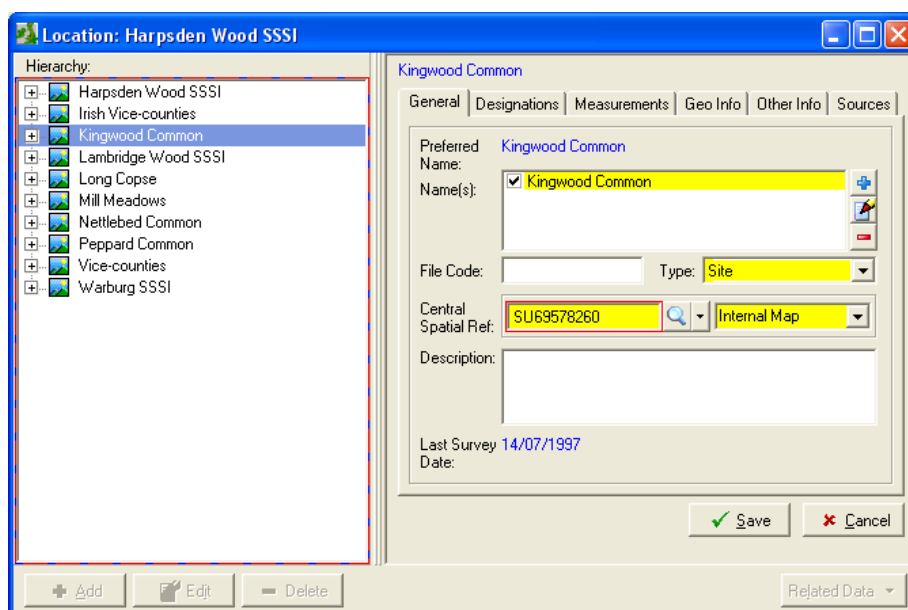 Location: Harpsden Wood SSSI
Hierarchy:
Harpsden Wood SSSI
Irish Vice-counties
Kingwood Common
Lambridge Wood SSSI
Long Copse
Mill Meadows
Nettlebed Common
Peppard Common
Vice-counties
Warburg SSSI
Kingwood Common
General Designations Measurements Geo Info Other Info Sources
Preferred Name: Kingwood Common
Name(s): Kingwood Common
File Code: Type: Site
Central Spatial Ref: SU69578260 Internal Map
Description:
Last Survey Date: 14/07/1997
Save Cancel
Add Edit Delete Related Data